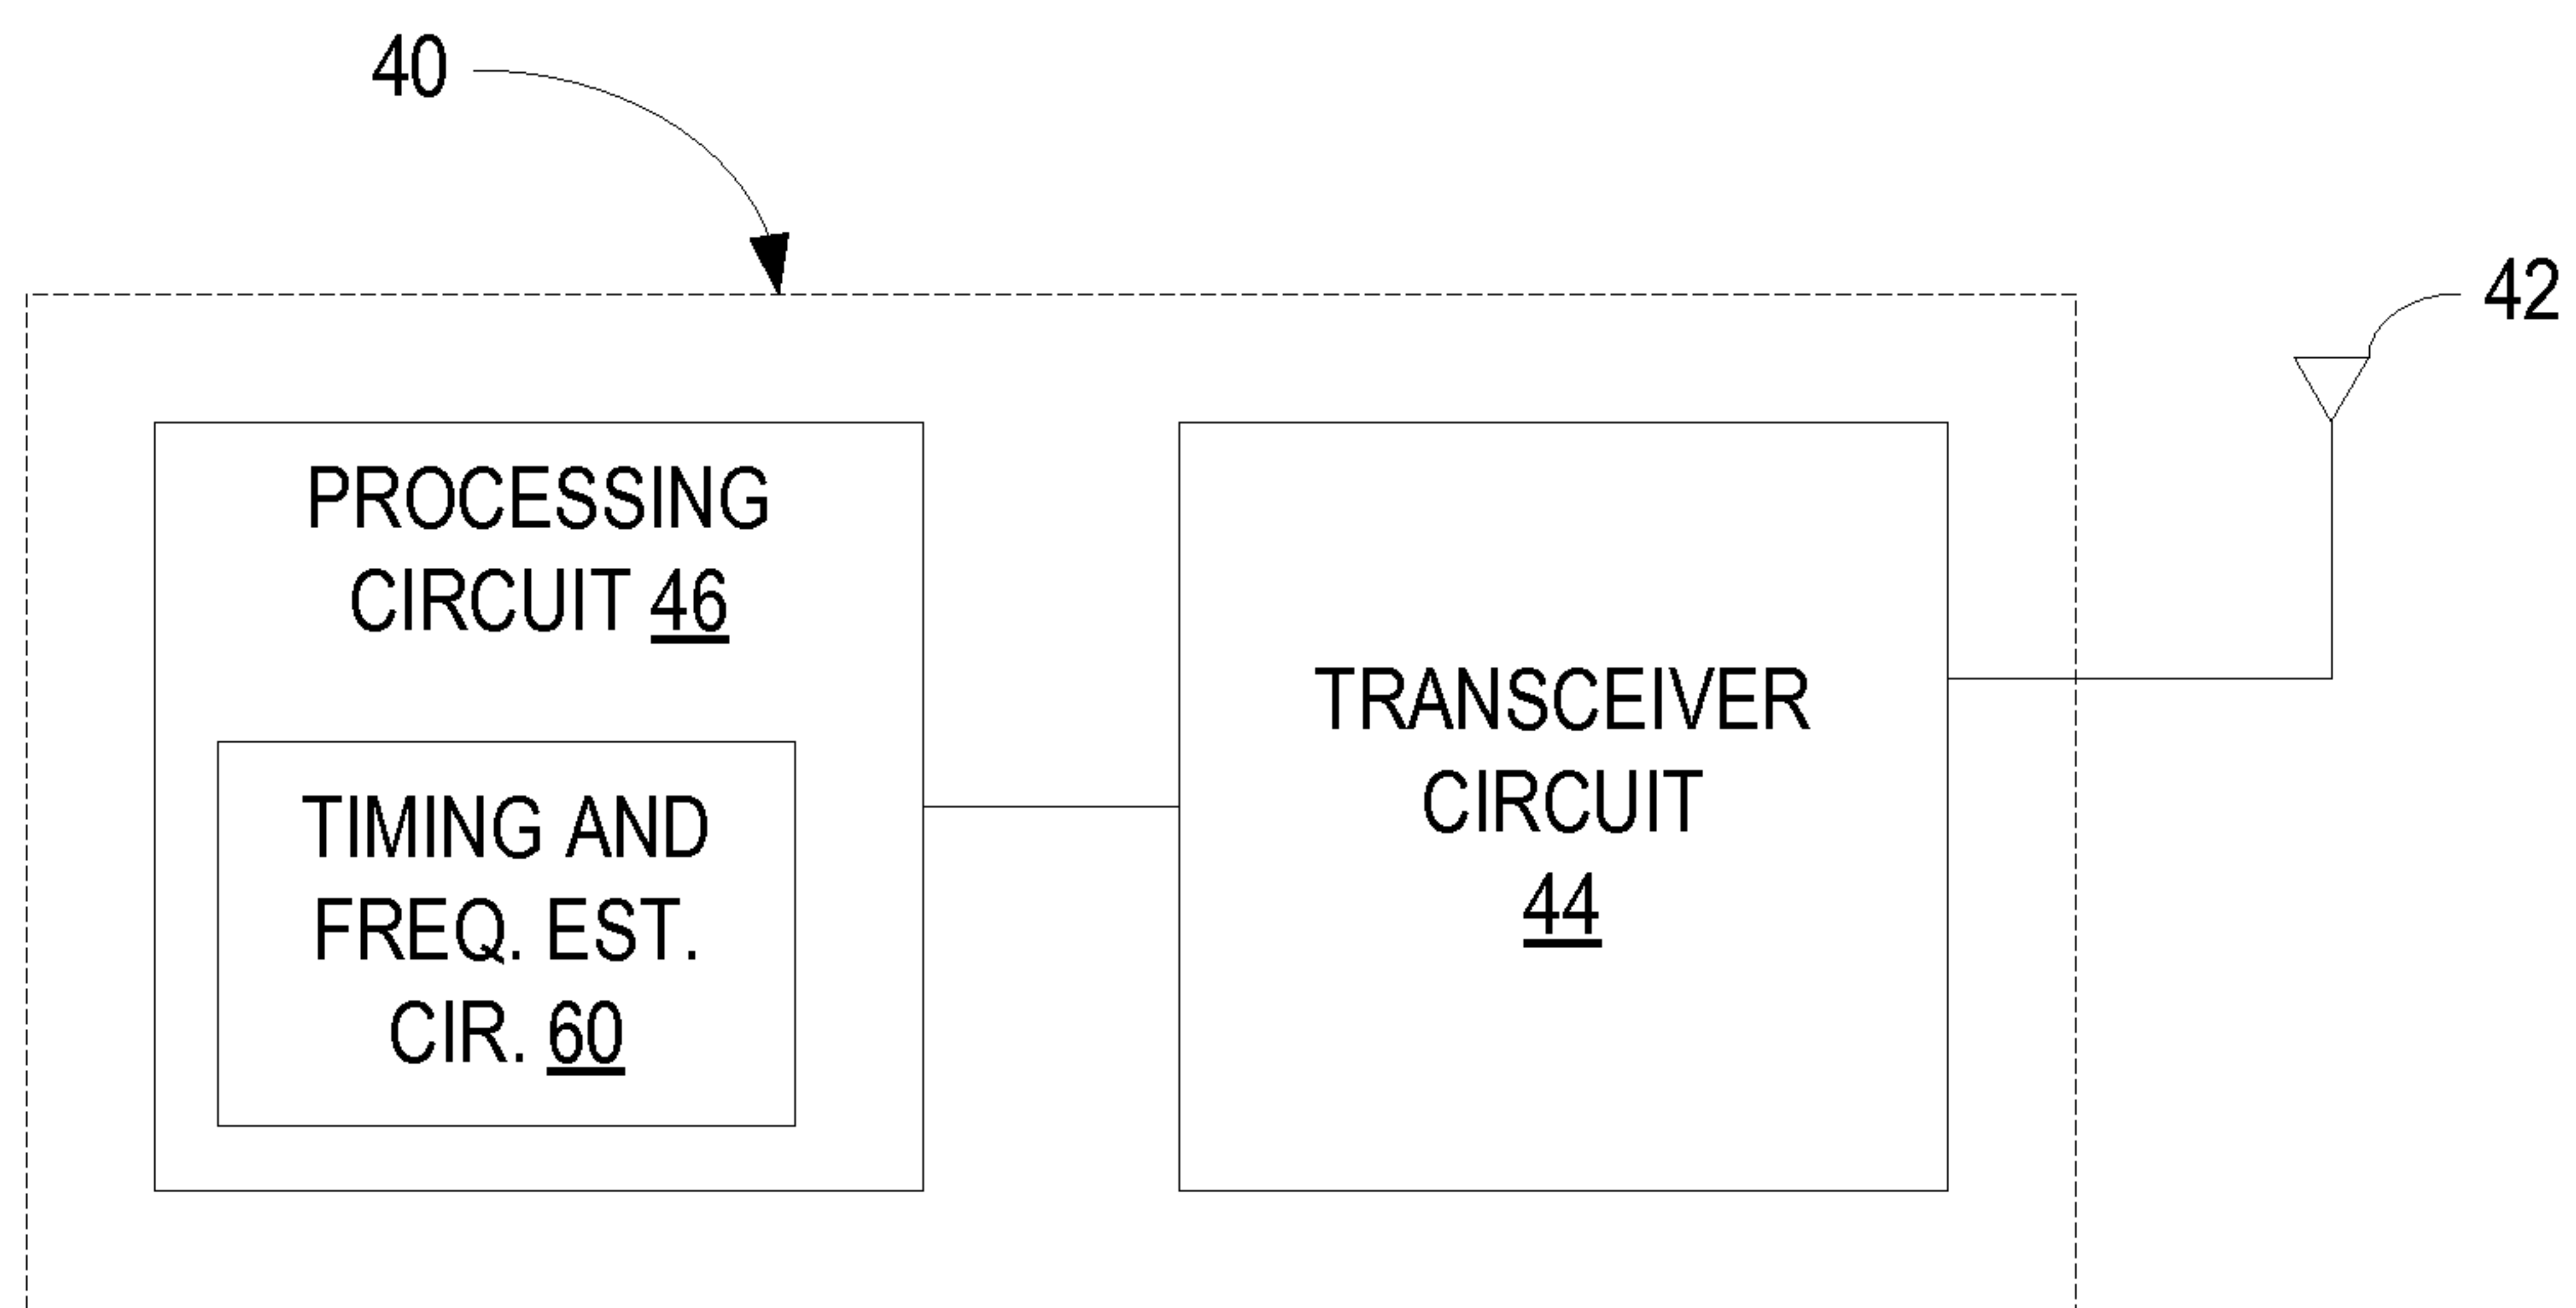 40
42
PROCESSING
CIRCUIT 46
TIMING AND
FREQ. EST.
CIR. 60
TRANSCEIVER
CIRCUIT
44